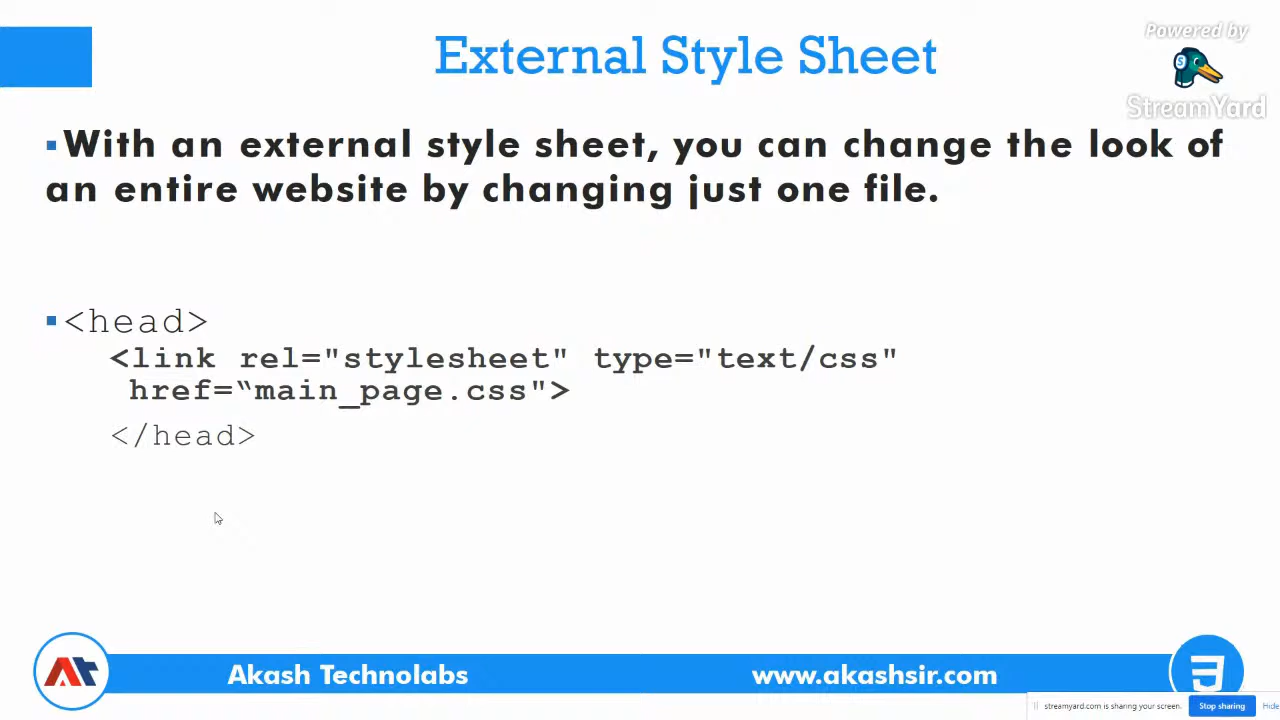 External Style Sheet
Powered by
StreamYard
▪With an external style sheet, you can change the look of
an entire website by changing just one file.
▪<head>
<link rel="stylesheet" type="text/css"
href=“main_page.css">
</head>
Akash Technolabs
www.akashsir.com
streamyard.com is sharing your screen.
Stop sharing
Hide